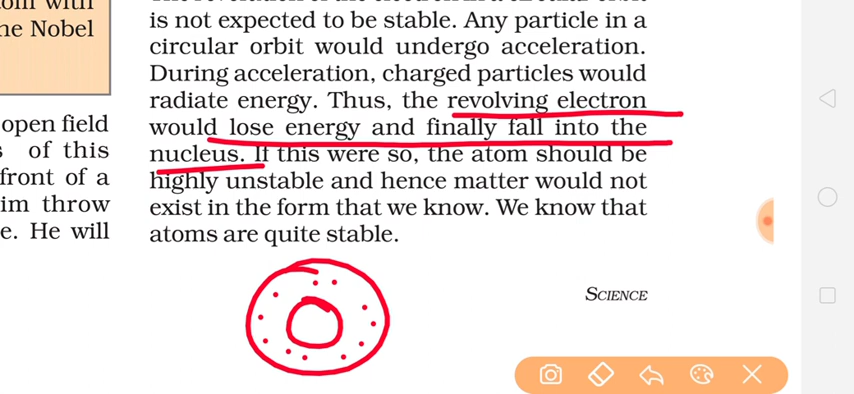 om with
ne Nobel
open field
of this
front of a
im throw
e. He will
is not expected to be stable. Any particle in a
circular orbit would undergo acceleration.
During acceleration, charged particles would
radiate energy. Thus, the revolving electron
would lose energy and finally fall into the
nucleus. If this were so, the atom should be
highly unstable and hence matter would not
exist in the form that we know. We know that
atoms are quite stable.
SCIENCE